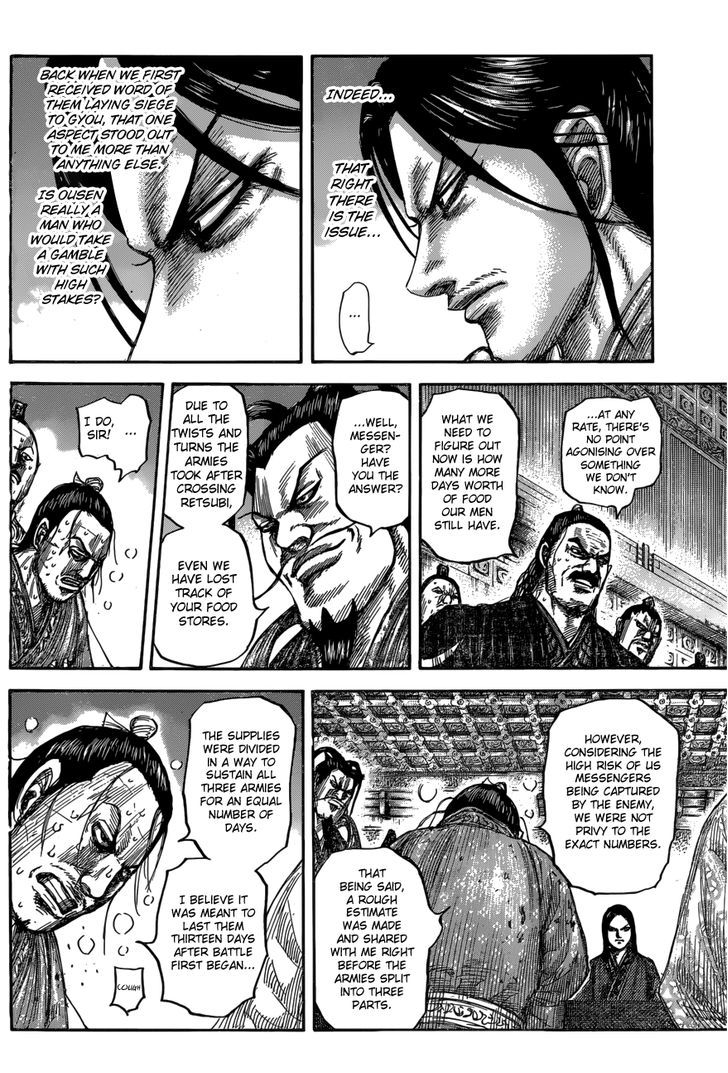 INDEED...
THAT
RIGHT
THERE
IS THE
ISSUE...
...
BACK WHEN WE FIRST
RECEIVED WORD OF
THEM LAYING SIEGE
TO GYOU, THAT ONE
ASPECT STOOD OUT
TO ME MORE THAN
ANYTHING ELSE.
IS OUSEN
REALLY A
MAN WHO
WOULD TAKE
A GAMBLE
WITH SUCH
HIGH
STAKES?
...AT ANY
RATE, THERE'S
NO POINT
AGONISING OVER
SOMETHING
WE DON'T
KNOW.
WHAT WE
NEED TO
FIGURE OUT
NOW IS HOW
MANY MORE
DAYS WORTH
OF FOOD
OUR MEN
STILL HAVE.
...WELL,
MESSEN-
GER?
HAVE
YOU THE
ANSWER?
DUE TO
ALL THE
TWISTS AND
TURNS THE
ARMIES
TOOK AFTER
CROSSING
RETSUBI,
EVEN WE
HAVE LOST
TRACK OF
YOUR FOOD
STORES.
...
I DO,
SIR!
HOWEVER,
CONSIDERING THE
HIGH RISK OF US
MESSENGERS
BEING CAPTURED
BY THE ENEMY,
WE WERE NOT
PRIVY TO THE
EXACT NUMBERS.
THAT
BEING SAID,
A ROUGH
ESTIMATE
WAS MADE
AND SHARED
WITH ME RIGHT
BEFORE THE
ARMIES SPLIT
INTO THREE
PARTS.
THE SUPPLIES
WERE DIVIDED
IN A WAY TO
SUSTAIN ALL
THREE ARMIES
FOR AN EQUAL
NUMBER OF
DAYS.
I BELIEVE IT
WAS MEANT TO
LAST THEM
THIRTEEN DAYS
AFTER BATTLE
FIRST BEGAN...
COUGH